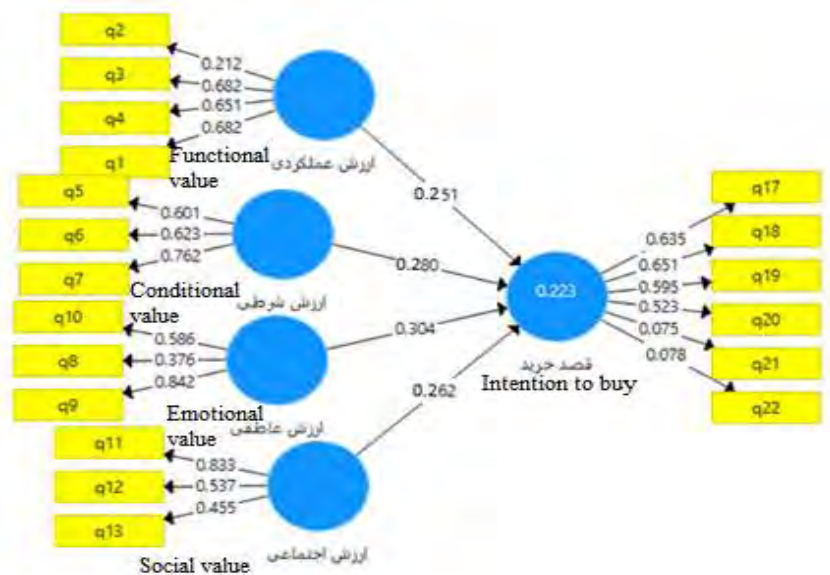 q2
q3
q4
q1
0.212
0.682
0.651
0.682
Functional
value
ارزش عملکردی
q5
q6
q7
0.601
0.623
0.762
Conditional
value
ارزش شرطی
q10
q8
q9
0.586
0.376
0.842
Emotional
value
ارزش عاطفی
q11
q12
q13
0.833
0.537
0.455
Social value
ارزش اجتماعی
0.251
0.280
0.304
0.262
0.223
قصد خرید
Intention to buy
0.635
0.651
0.595
0.523
0.075
0.078
q17
q18
q19
q20
q21
q22